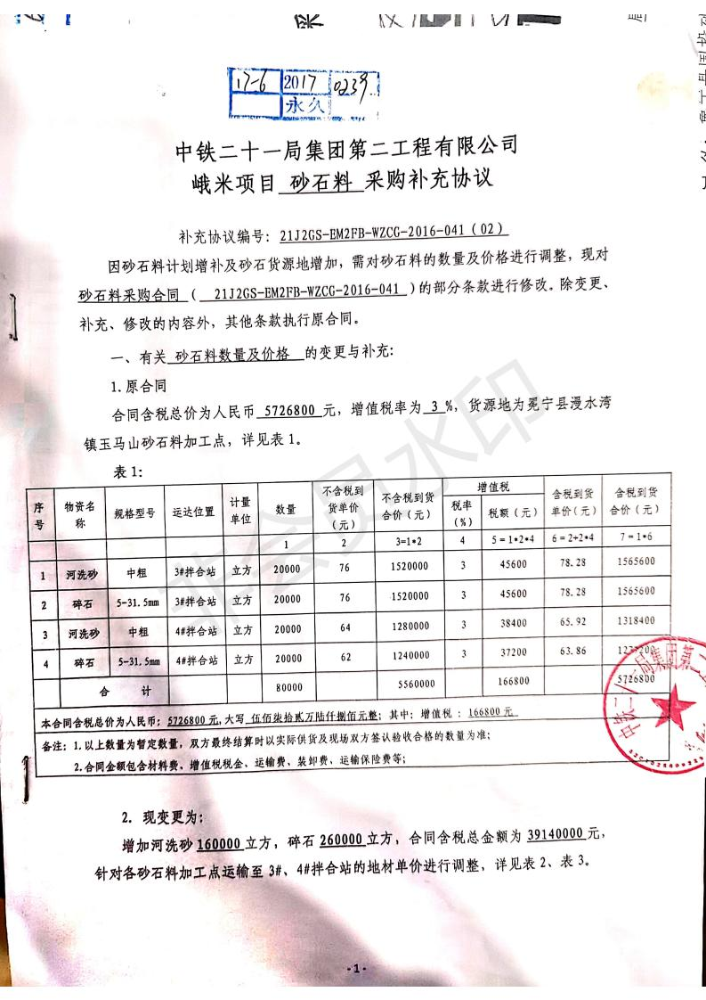 17-6 2017 0239
永久
中铁二十一局集团第二工程有限公司
峨米项目 砂石料 采购补充协议
补充协议编号：21J2GS-EM2FB-WZCG-2016-041（02）
因砂石料计划增补及砂石货源地增加，需对砂石料的数量及价格进行调整，现对
砂石料采购合同（ 21J2GS-EM2FB-WZCG-2016-041 ）的部分条款进行修改。除变更、
补充、修改的内容外，其他条款执行原合同。
一、有关 砂石料数量及价格 的变更与补充：
1.原合同
合同含税总价为人民币 5726800 元，增值税率为 3 %，货源地为冕宁县漫水湾
镇玉马山砂石料加工点，详见表 1。
表 1：
序号 物资名称 规格型号 运达位置 计量单位 数量 不含税到货单价（元） 不含税到货合价（元） 增值税 税率（%） 税额（元） 含税到货单价（元） 含税到货合价（元）
1 2 3=1*2 4 5=1*2*4 6=2+2*4 7=1*6
1 河洗砂 中粗 3#拌合站 立方 20000 76 1520000 3 45600 78.28 1565600
2 碎石 5-31.5mm 3#拌合站 立方 20000 76 1520000 3 45600 78.28 1565600
3 河洗砂 中粗 4#拌合站 立方 20000 64 1280000 3 38400 65.92 1318400
4 碎石 5-31.5mm 4#拌合站 立方 20000 62 1240000 3 37200 63.86 1277200
合 计 80000 5560000 166800 5726800
本合同含税总价为人民币：5726800 元，大写 伍佰柒拾贰万陆仟捌佰元整；其中：增值税：166800 元
备注：1.以上数量为暂定数量，双方最终结算时以实际供货及现场双方签认验收合格的数量为准；
2.合同金额包含材料费、增值税税金、运输费、装卸费、运输保险费等；
中铁二十一局集团第二
2. 现变更为：
增加河洗砂 160000 立方，碎石 260000 立方，合同含税总金额为 39140000 元，
针对各砂石料加工点运输至 3#、4#拌合站的地材单价进行调整，详见表 2、表 3。
-1-
非会员水印